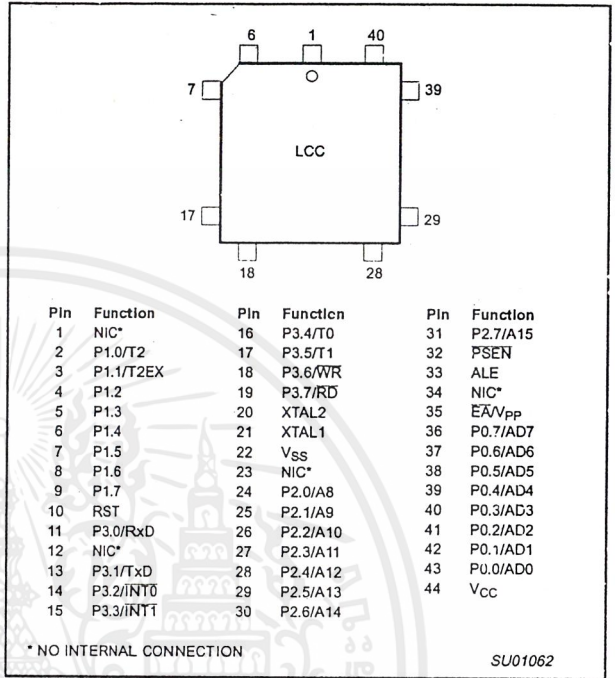 6 1 40
7 39
LCC
17 29
18 28
Pin Function Pin Function Pin Function
1 NIC* 16 P3.4/T0 31 P2.7/A15
2 P1.0/T2 17 P3.5/T1 32 P̅S̅E̅N̅
3 P1.1/T2EX 18 P3.6/W̅R̅ 33 ALE
4 P1.2 19 P3.7/R̅D̅ 34 NIC*
5 P1.3 20 XTAL2 35 E̅A̅/VPP
6 P1.4 21 XTAL1 36 P0.7/AD7
7 P1.5 22 VSS 37 P0.6/AD6
8 P1.6 23 NIC* 38 P0.5/AD5
9 P1.7 24 P2.0/A8 39 P0.4/AD4
10 RST 25 P2.1/A9 40 P0.3/AD3
11 P3.0/RxD 26 P2.2/A10 41 P0.2/AD2
12 NIC* 27 P2.3/A11 42 P0.1/AD1
13 P3.1/TxD 28 P2.4/A12 43 P0.0/AD0
14 P3.2/I̅N̅T̅0̅ 29 P2.5/A13 44 VCC
15 P3.3/I̅N̅T̅1̅ 30 P2.6/A14
* NO INTERNAL CONNECTION
SU01062